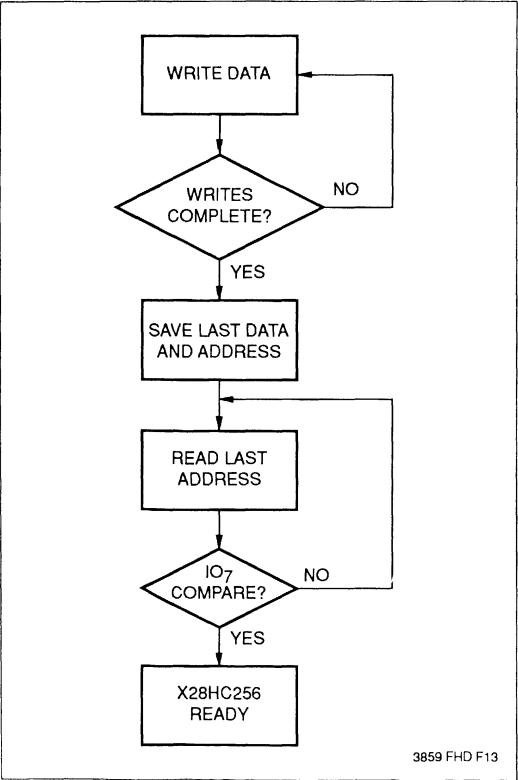 WRITE DATA
WRITES
COMPLETE?
NO
YES
SAVE LAST DATA
AND ADDRESS
READ LAST
ADDRESS
IO7
COMPARE?
NO
YES
X28HC256
READY
3859 FHD F13